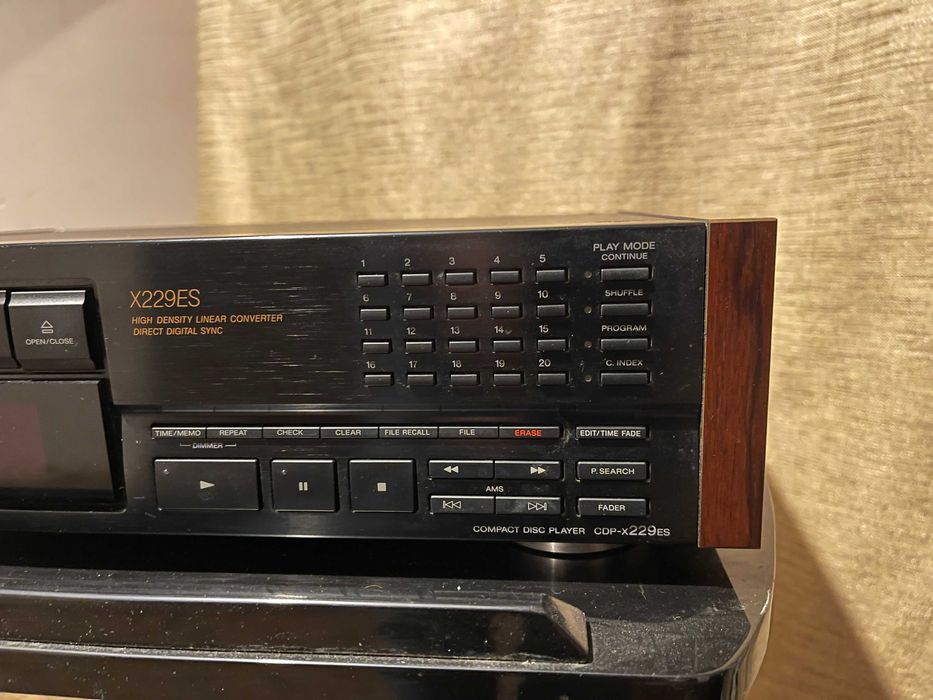 X229ES
HIGH DENSITY LINEAR CONVERTER
DIRECT DIGITAL SYNC
OPEN/CLOSE
1 2 3 4 5
6 7 8 9 10
11 12 13 14 15
16 17 18 19 20
PLAY MODE
CONTINUE
SHUFFLE
PROGRAM
C. INDEX
TIME/MEMO REPEAT CHECK CLEAR FILE RECALL FILE ERASE EDIT/TIME FADE
DIMMER
P.SEARCH
AMS
FADER
COMPACT DISC PLAYER CDP-X229ES